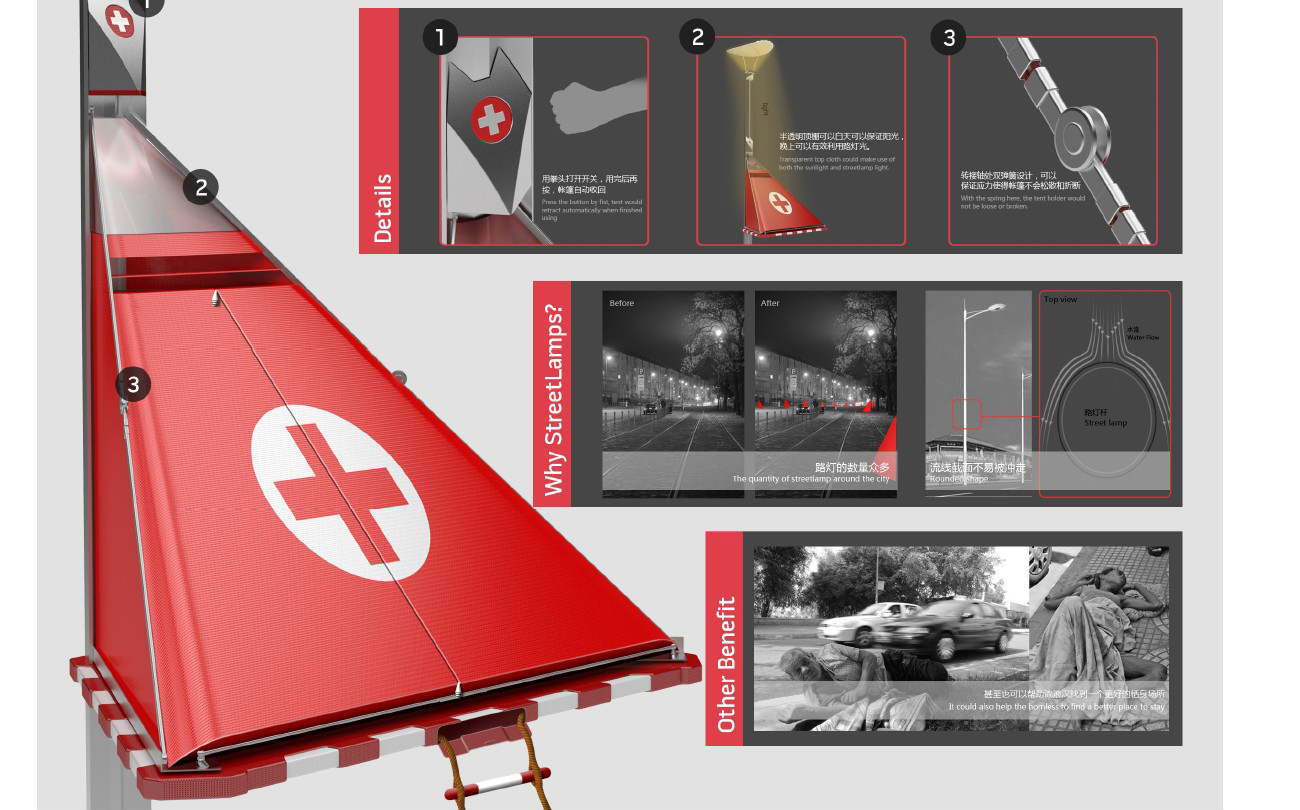 1
2
3
Details
1
用拳头打开开关，用完后再
按，帐篷自动收回
Press the button by fist, tent would
retract automatically when finished
using
2
light
半透明顶棚可以白天可以保证阳光，
晚上可以有效利用路灯光。
Transparent top cloth could make use of
both the sunlight and streetlamp light.
3
转接轴处双弹簧设计，可以
保证应力使得帐篷不会松散和折断
With the spring here, the tent holder would
not be loose or broken.
Why StreetLamps?
Before
After
路灯的数量众多
The quantity of streetlamp around the city
流线截面不易被冲走
Rounded shape
Top view
水流
Water Flow
路灯杆
Street lamp
Other Benefit
甚至也可以帮助流浪汉找到一个更好的栖身场所
It could also help the homless to find a better place to stay